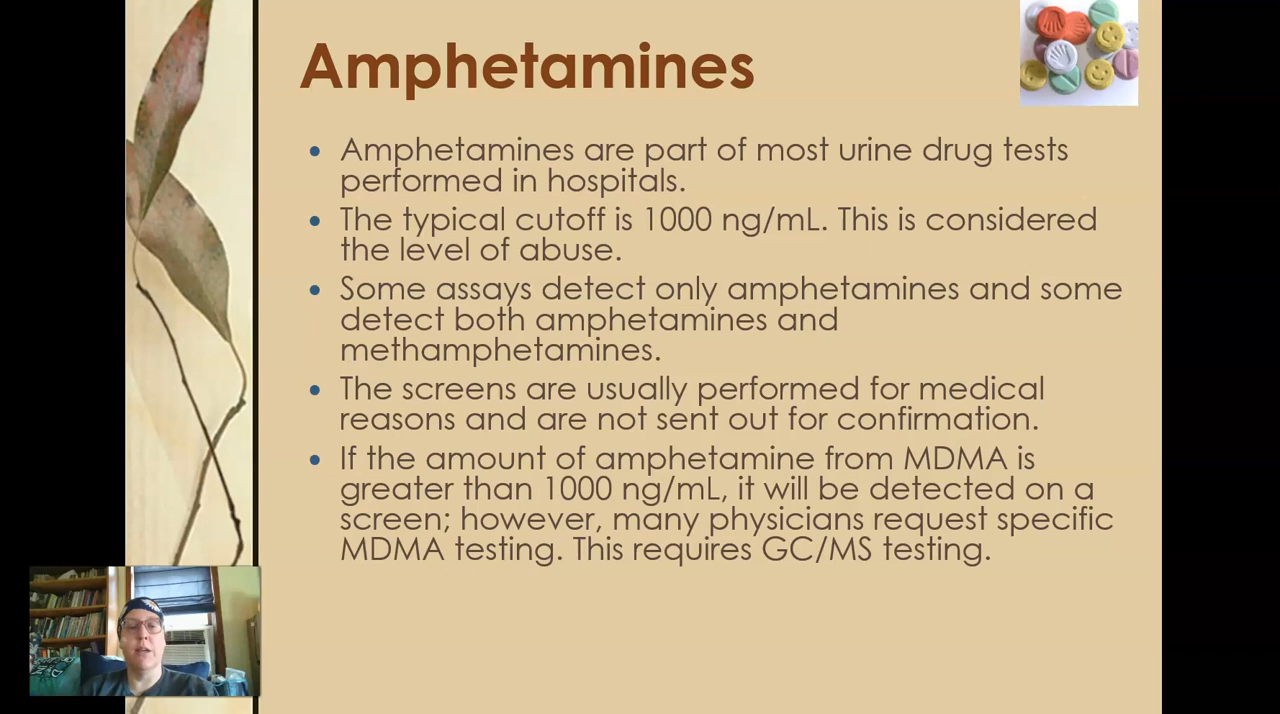 Amphetamines
• Amphetamines are part of most urine drug tests
performed in hospitals.
• The typical cutoff is 1000 ng/mL. This is considered
the level of abuse.
• Some assays detect only amphetamines and some
detect both amphetamines and
methamphetamines.
• The screens are usually performed for medical
reasons and are not sent out for confirmation.
• If the amount of amphetamine from MDMA is
greater than 1000 ng/mL, it will be detected on a
screen; however, many physicians request specific
MDMA testing. This requires GC/MS testing.